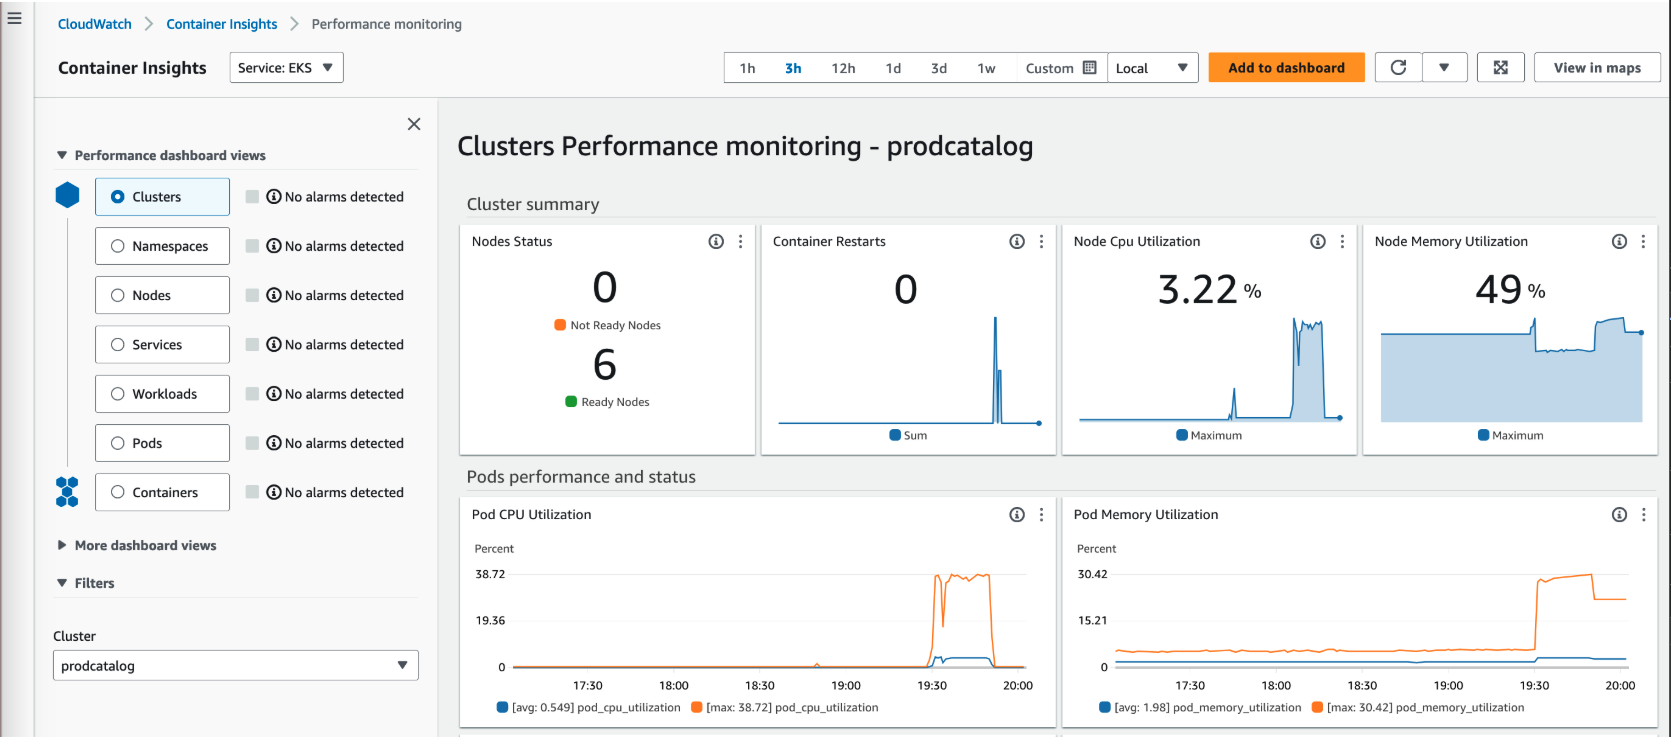 CloudWatch > Container Insights > Performance monitoring
Container Insights
Service: EKS
1h 3h 12h 1d 3d 1w Custom
Local
Add to dashboard
View in maps
Performance dashboard views
Clusters
No alarms detected
Namespaces
No alarms detected
Nodes
No alarms detected
Services
No alarms detected
Workloads
No alarms detected
Pods
No alarms detected
Containers
No alarms detected
More dashboard views
Filters
Cluster
prodcatalog
Clusters Performance monitoring - prodcatalog
Cluster summary
Nodes Status
0
Not Ready Nodes
6
Ready Nodes
Container Restarts
0
Sum
Node Cpu Utilization
3.22 %
Maximum
Node Memory Utilization
49 %
Maximum
Pods performance and status
Pod CPU Utilization
Percent
38.72
19.36
0
17:30 18:00 18:30 19:00 19:30 20:00
[avg: 0.549] pod_cpu_utilization [max: 38.72] pod_cpu_utilization
Pod Memory Utilization
Percent
30.42
15.21
0
17:30 18:00 18:30 19:00 19:30 20:00
[avg: 1.98] pod_memory_utilization [max: 30.42] pod_memory_utilization